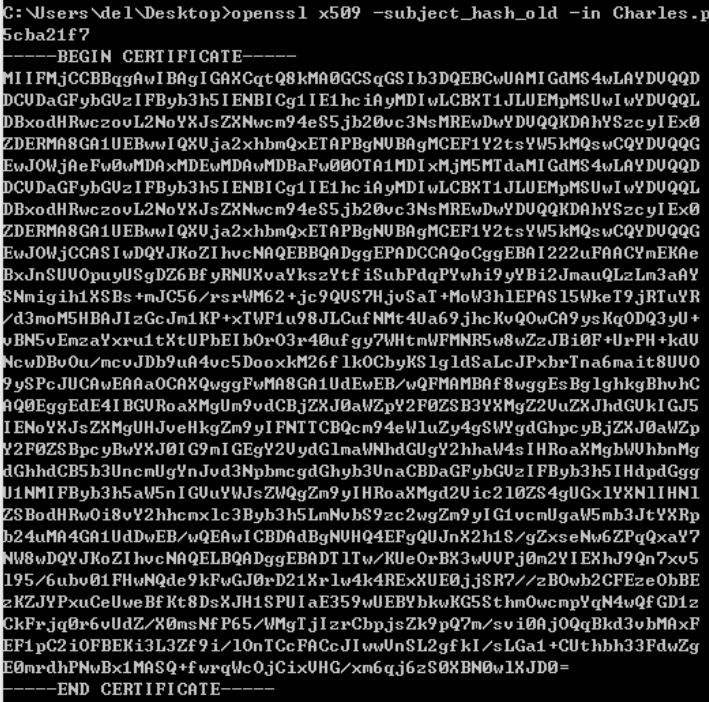 C:\Users\del\Desktop>openssl x509 -subject_hash_old -in Charles.p
5cba21f7
-----BEGIN CERTIFICATE-----
MIIFMjCCBBqgAwIBAgIGAXCqtQ8kMA0GCSqGSIb3DQEBCwUAMIGdMS4wLAYDVQQD
DCVDaGFybGVzIFByb3h5IENBICg1IE1hciAyMDIwLCBXT1JLUEMpMSUwIwYDVQQL
DBxodHRwczovL2NoYXJsZXNwcm94eS5jb20vc3NsMREwDwYDVQQKDAhYSzcyIEx0
ZDERMA8GA1UEBwwIQXVja2xhbmQxETAPBgNVBAgMCEF1Y2tsYW5kMQswCQYDVQQG
EwJOWjAeFw0wMDAxMDEwMDAwMDBaFw00OTA1MDIxMjM5MTdaMIGdMS4wLAYDVQQD
DCVDaGFybGVzIFByb3h5IENBICg1IE1hciAyMDIwLCBXT1JLUEMpMSUwIwYDVQQL
DBxodHRwczovL2NoYXJsZXNwcm94eS5jb20vc3NsMREwDwYDVQQKDAhYSzcyIEx0
ZDERMA8GA1UEBwwIQXVja2xhbmQxETAPBgNVBAgMCEF1Y2tsYW5kMQswCQYDVQQG
EwJOWjCCASIwDQYJKoZIhvcNAQEBBQADggEPADCCAQoCggEBAI222uFAACYmEKAe
BxJnSUVOpuyUSgDZ6BfyRNUXvaYkszYtfiSubPdqPYwhi9yYBi2JmauQLzLm3aAY
SNmigih1XSBs+mJC56/rsrWM62+jc9QVS7HjvSaT+MoW3hlEPASl5WkeT9jRTuYR
/d3moM5HBAJIzGcJm1KP+xTWF1u98JLCufNMt4Ua69jhcKvQOwCA9ysKqODQ3yU+
vBN5vEmzaYxru1tXtUPbEIbOrO3r40ufgy7WHtmWFMNR5w8wZzJBi0F+UrPH+kdV
NcwDBvOu/mcvJDb9uA4vc5DooxkM26flkOCbyKSlgldSaLcJPxbrTna6mait8UVO
9ySPcJUCAwEAAaOCAXQwggFwMA8GA1UdEwEB/wQFMAMBAf8wggEsBglghkgBhvhC
AQ0EggEdE4IBGVRoaXMgUm9vdCBjZXJ0aWZpY2F0ZSB3YXMgZ2VuZXJhdGVkIGJ5
IENoYXJsZXMgUHJveHkgZm9yIFNTTCBQcm94eWluZy4gSWYgdGhpcyBjZXJ0aWZp
Y2F0ZSBpcyBwYXJ0IG9mIGEgY2VydGlmaWNhdGUgY2hhaW4sIHRoaXMgbWVhbnMg
dGhhdCB5b3UncmUgYnJvd3NpbmcgdGhyb3VnaCBDaGFybGVzIFByb3h5IHdpdGgg
U1NMIFByb3h5aW5nIGVuYWJsZWQgZm9yIHRoaXMgd2Vic2l0ZS4gUGxlYXNlIHNl
ZSBodHRwOi8vY2hhcmxlc3Byb3h5LmNvbS9zc2wgZm9yIG1vcmUgaW5mb3JtYXRp
b24uMA4GA1UdDwEB/wQEAwICBDAdBgNVHQ4EFgQUJnX2h1S/gZxseNw6ZPqQxaY7
NW8wDQYJKoZIhvcNAQELBQADggEBADTlTw/KUeOrBX3wVVPj0m2YIEXhJ9Qn7xv5
l95/6ubv01FHwNQde9kFwGJ0rD21Xrlw4k4RExXUE0jjSR7//zBOwb2CFEzeObBE
zKZJYPxuCeUweBfKt8DsXJH1SPUIaE359wUEBYbkwKG5SthmOwcmpYqN4wQfGD1z
CkFrjq0r6vUdZ/X0msNfP65/WMgTjIzrCbpjsZk9pQ7m/svi0AjOQqBkd3vbMAxF
EF1pC2iOFBEKi3L3Zf9i/lOnTCcFACcJIwwVnSL2gfkI/sLGa1+CUthbh33FdwZg
E0mrdhPNwBx1MASQ+fwrqWcOjCixVHG/xm6qj6zS0XBN0wlXJD0=
-----END CERTIFICATE-----